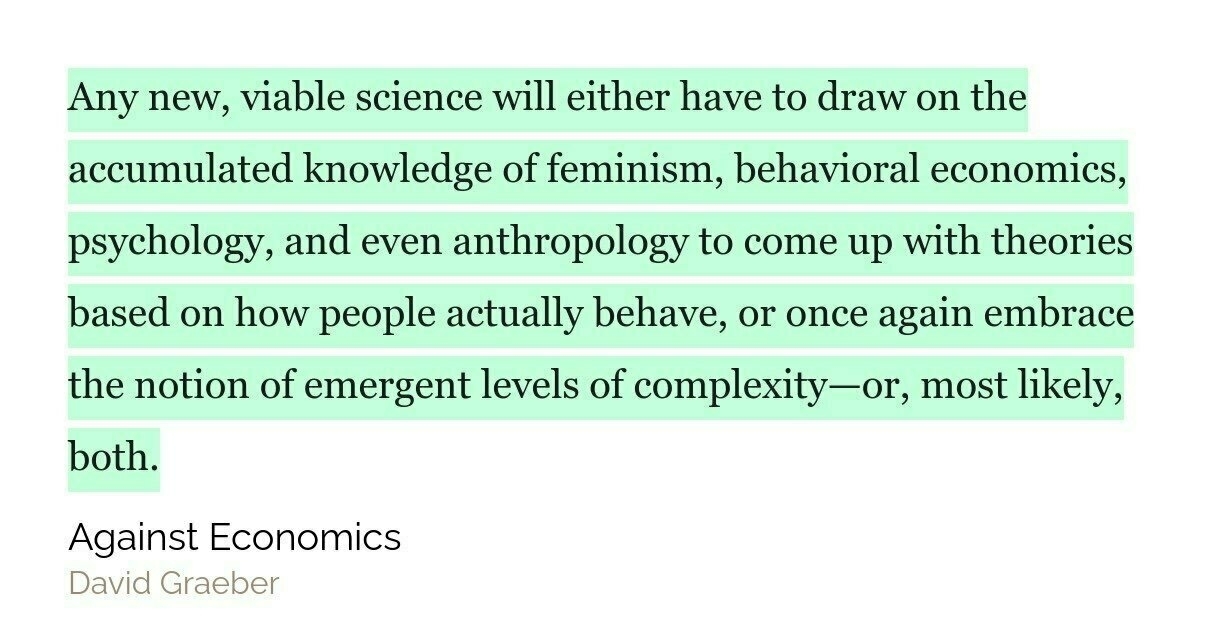 Any new, viable science will either have to draw on the
accumulated knowledge of feminism, behavioral economics,
psychology, and even anthropology to come up with theories
based on how people actually behave, or once again embrace
the notion of emergent levels of complexity—or, most likely,
both.
Against Economics
David Graeber